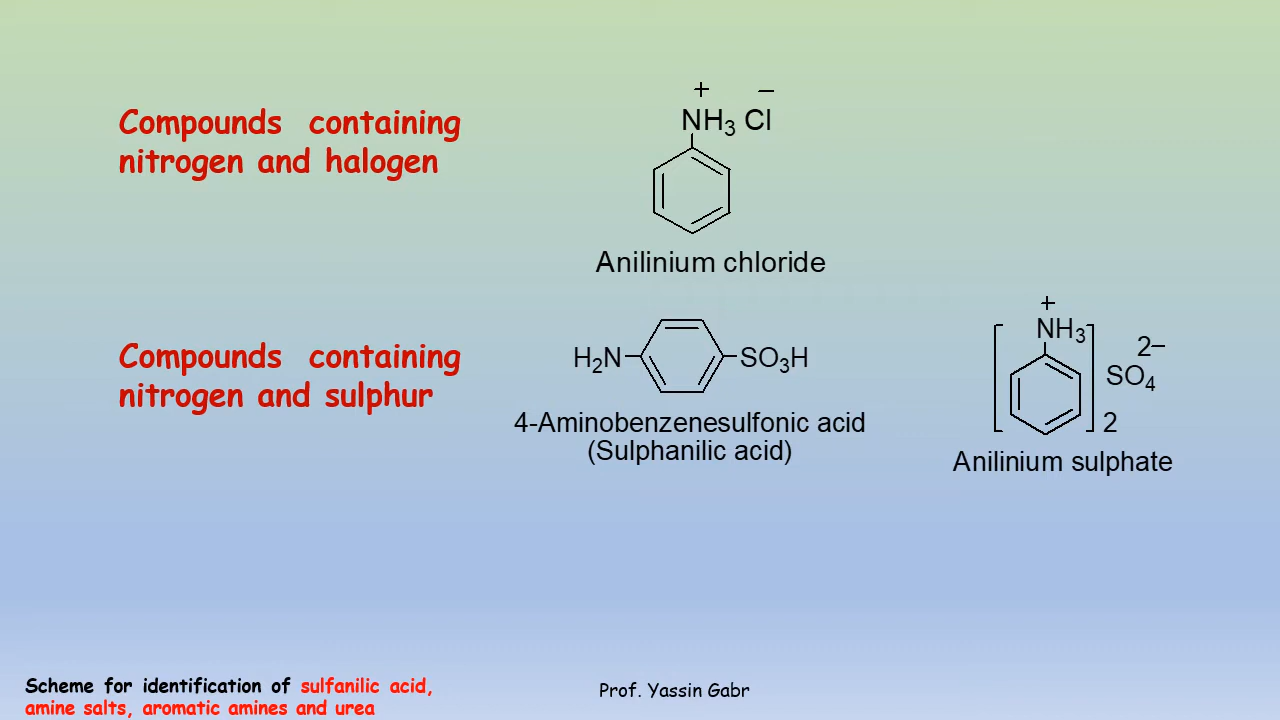 Compounds containing
nitrogen and halogen
+ –
NH3 Cl
Anilinium chloride
Compounds containing
nitrogen and sulphur
H2N SO3H
4-Aminobenzenesulfonic acid
(Sulphanilic acid)
+
NH3
2–
SO4
2
Anilinium sulphate
Scheme for identification of sulfanilic acid,
amine salts, aromatic amines and urea
Prof. Yassin Gabr